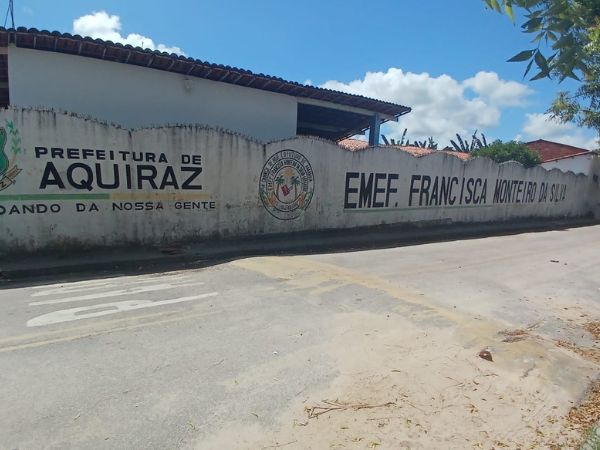 PREFEITURA DE
AQUIRAZ
DANDO DA NOSSA GENTE
EMEF. FRANCISCA MONTEIRO DA SILVA